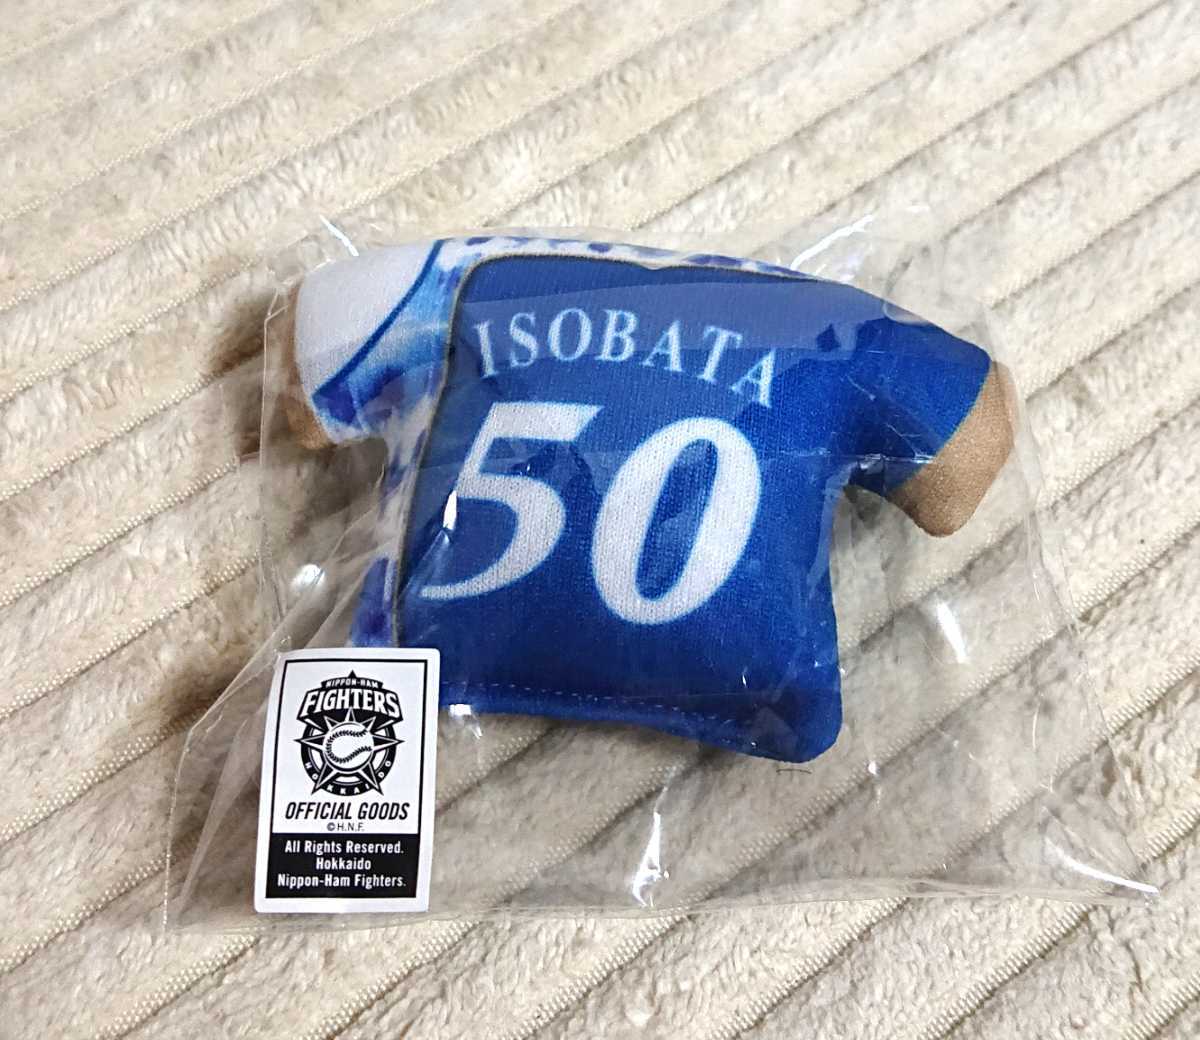 ISOBATA
50
NIPPON-HAM
FIGHTERS
HOKKAIDO
OFFICIAL GOODS
©H.N.F.
All Rights Reserved.
Hokkaido
Nippon-Ham Fighters.